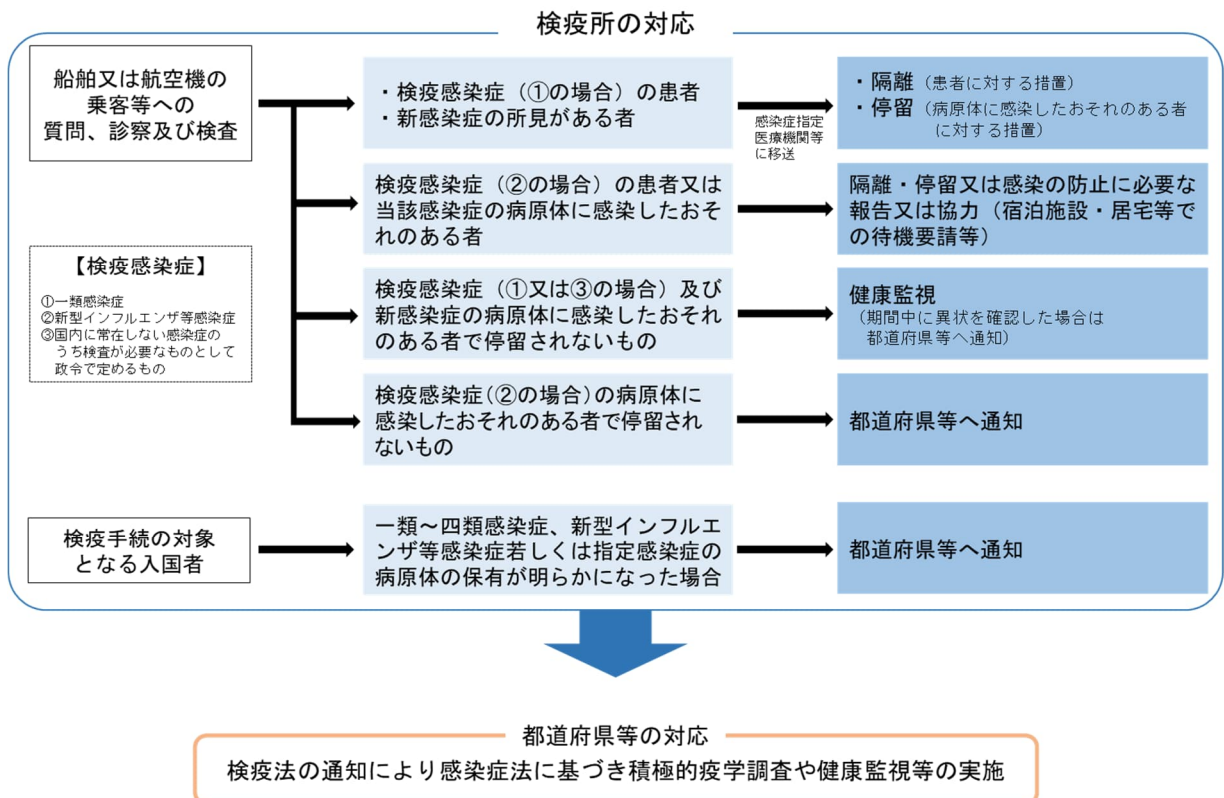 検疫所の対応
船舶又は航空機の
乗客等への
質問、診察及び検査
・検疫感染症（①の場合）の患者
・新感染症の所見がある者
感染症指定
医療機関等
に移送
・隔離（患者に対する措置）
・停留（病原体に感染したおそれのある者
に対する措置）
検疫感染症（②の場合）の患者又は
当該感染症の病原体に感染したおそ
れのある者
隔離・停留又は感染の防止に必要な
報告又は協力（宿泊施設・居宅等で
の待機要請等）
【検疫感染症】
①一類感染症
②新型インフルエンザ等感染症
③国内に常在しない感染症の
うち検査が必要なものとして
政令で定めるもの
検疫感染症（①又は③の場合）及び
新感染症の病原体に感染したおそれ
のある者で停留されないもの
健康監視
（期間中に異状を確認した場合は
都道府県等へ通知）
検疫感染症（②の場合）の病原体に
感染したおそれのある者で停留され
ないもの
都道府県等へ通知
検疫手続の対象
となる入国者
一類～四類感染症、新型インフルエ
ンザ等感染症若しくは指定感染症の
病原体の保有が明らかになった場合
都道府県等へ通知
都道府県等の対応
検疫法の通知により感染症法に基づき積極的疫学調査や健康監視等の実施